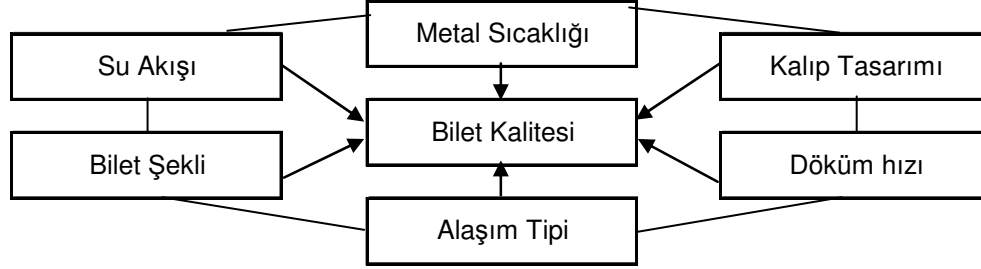 Metal Sıcaklığı
Su Akışı
Kalıp Tasarımı
Bilet Kalitesi
Bilet Şekli
Döküm hızı
Alaşım Tipi